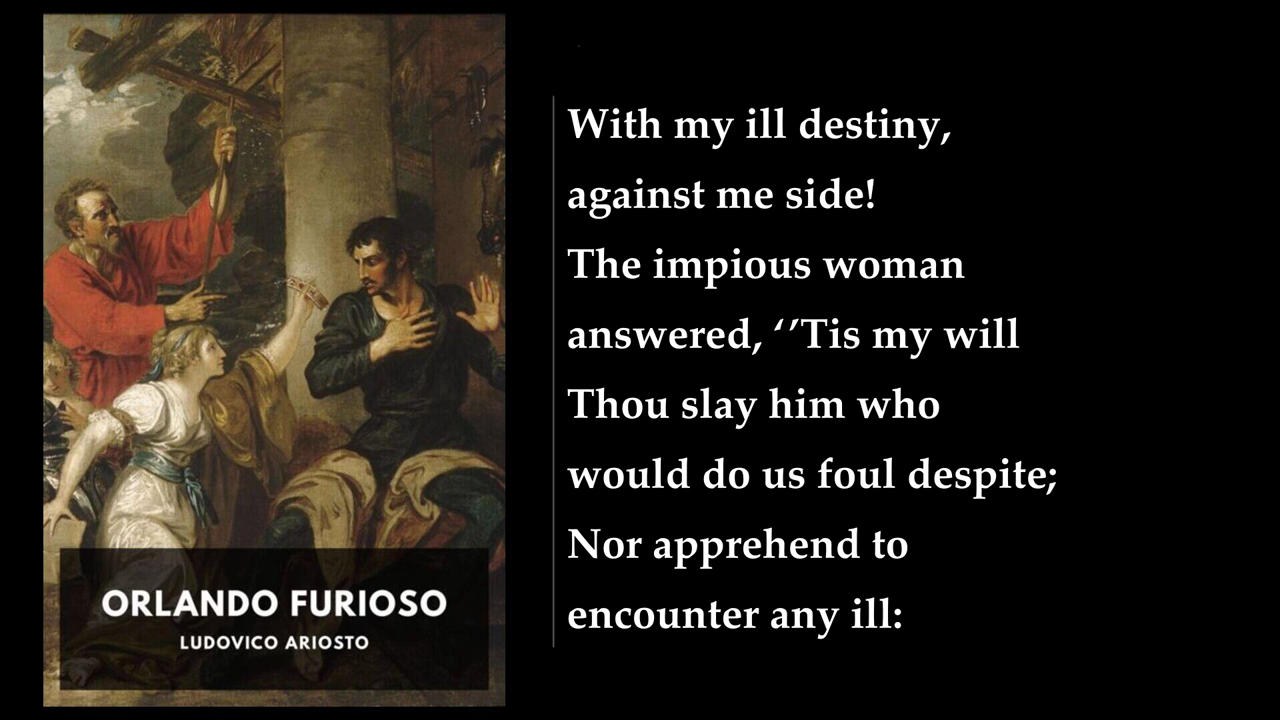 ORLANDO FURIOSO
LUDOVICO ARIOSTO
With my ill destiny,
against me side!
The impious woman
answered, ‘’Tis my will
Thou slay him who
would do us foul despite;
Nor apprehend to
encounter any ill: